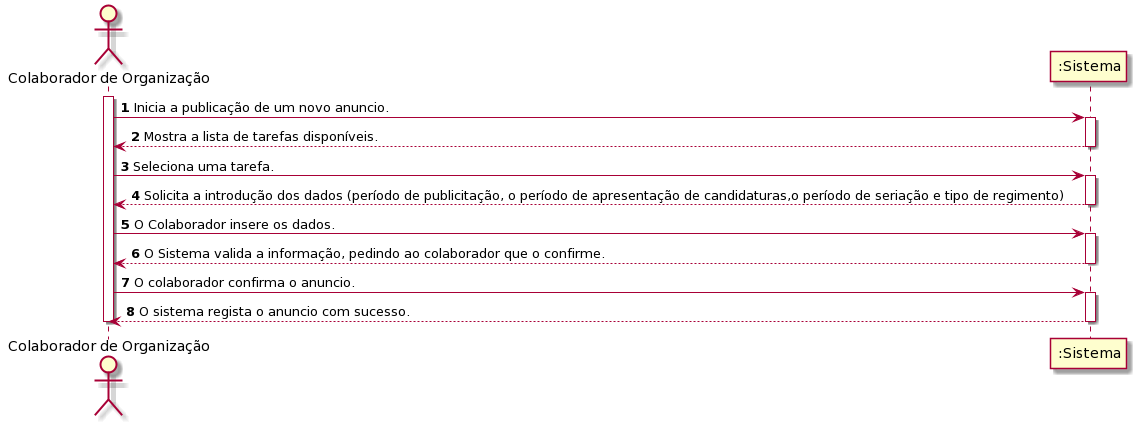 Colaborador de Organização
:Sistema
1 Inicia a publicação de um novo anuncio.
2 Mostra a lista de tarefas disponíveis.
3 Seleciona uma tarefa.
4 Solicita a introdução dos dados (período de publicitação, o período de apresentação de candidaturas,o período de seriação e tipo de regimento)
5 O Colaborador insere os dados.
6 O Sistema valida a informação, pedindo ao colaborador que o confirme.
7 O colaborador confirma o anuncio.
8 O sistema regista o anuncio com sucesso.
Colaborador de Organização
:Sistema